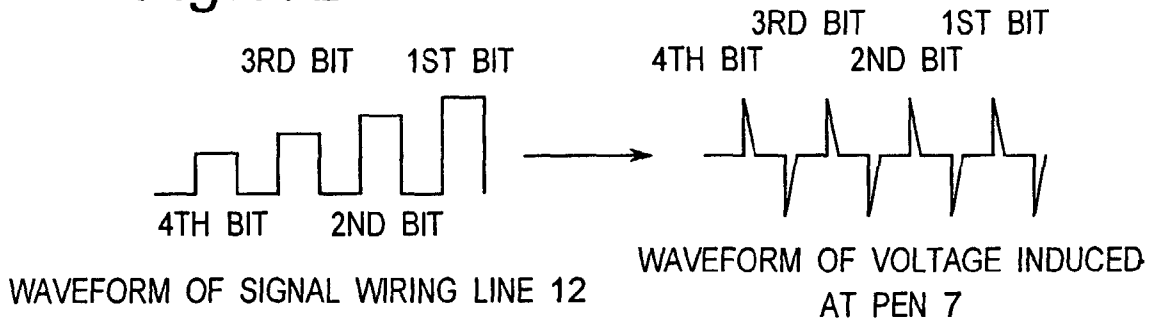 3RD BIT 1ST BIT
4TH BIT 2ND BIT
WAVEFORM OF SIGNAL WIRING LINE 12
3RD BIT 1ST BIT
4TH BIT 2ND BIT
WAVEFORM OF VOLTAGE INDUCED
AT PEN 7